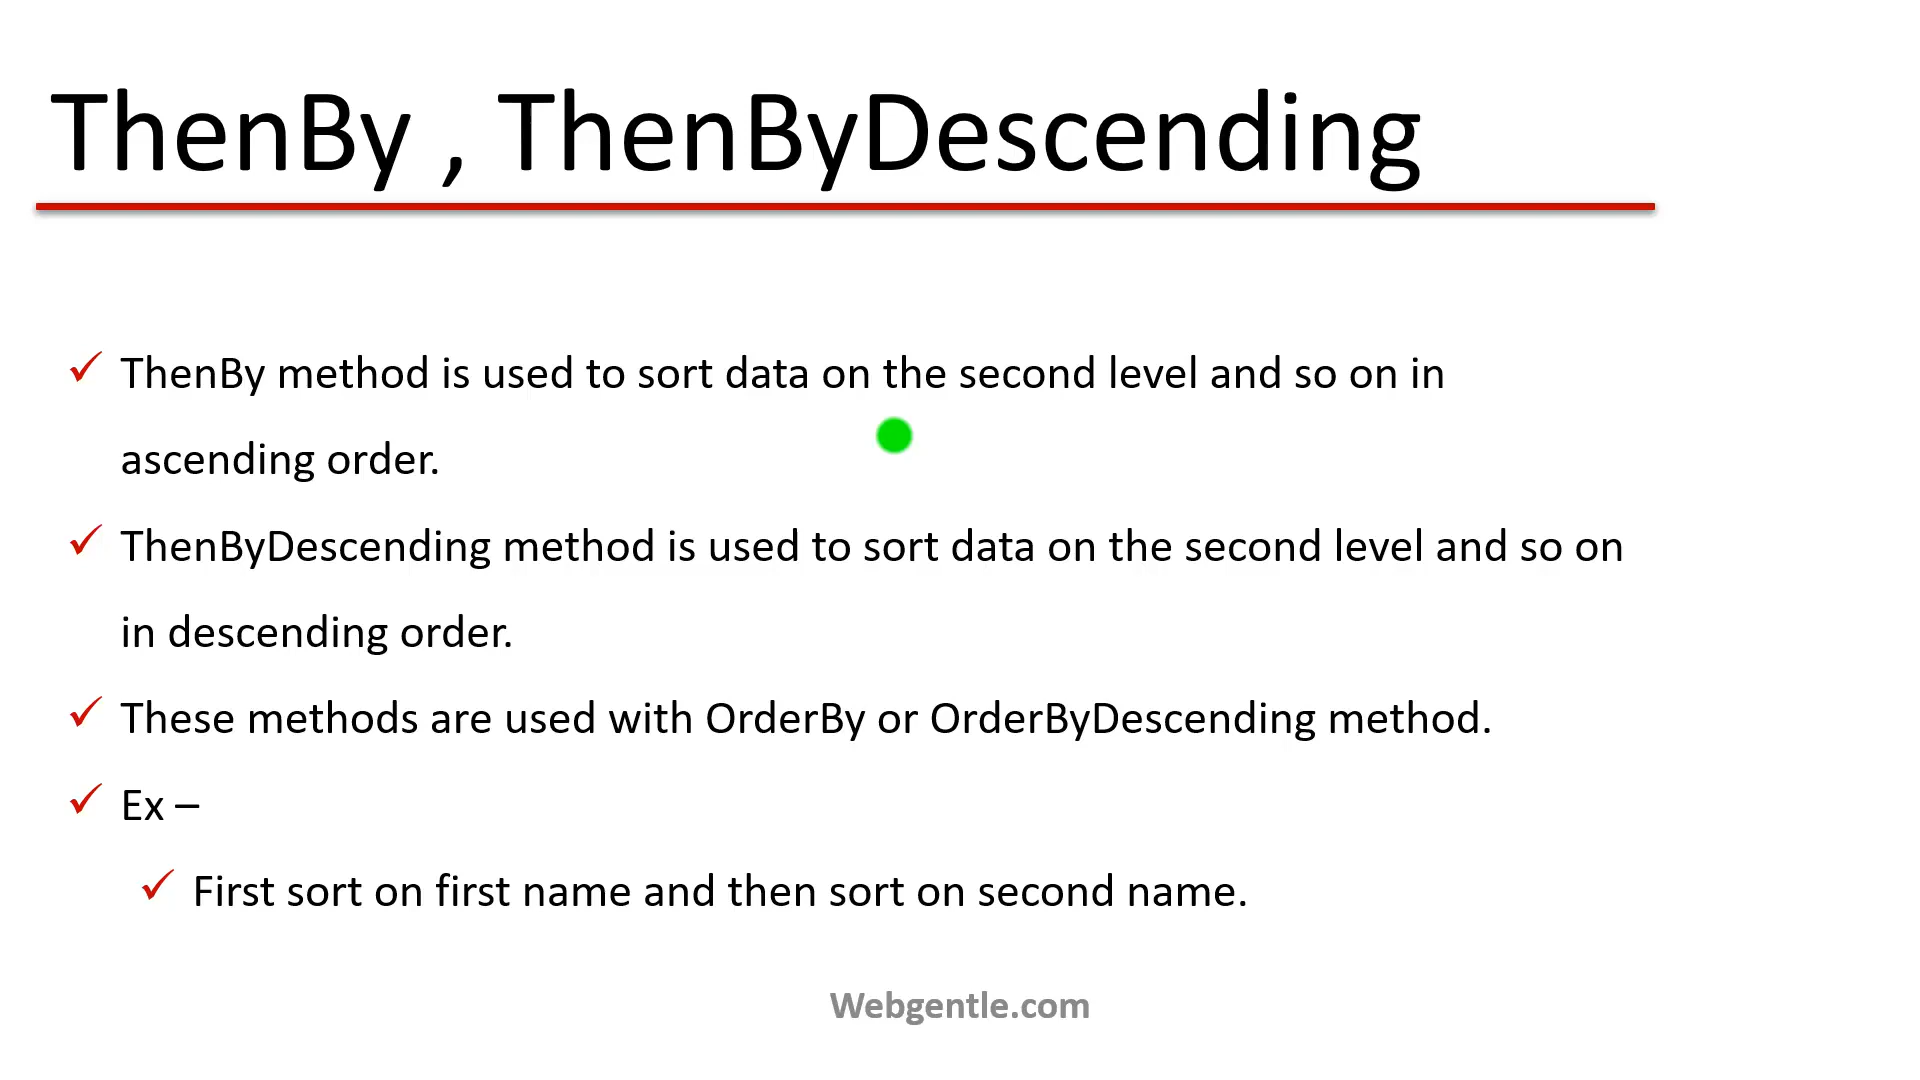 ThenBy , ThenByDescending
✓ ThenBy method is used to sort data on the second level and so on in
ascending order.
✓ ThenByDescending method is used to sort data on the second level and so on
in descending order.
✓ These methods are used with OrderBy or OrderByDescending method.
✓ Ex –
✓ First sort on first name and then sort on second name.
Webgentle.com